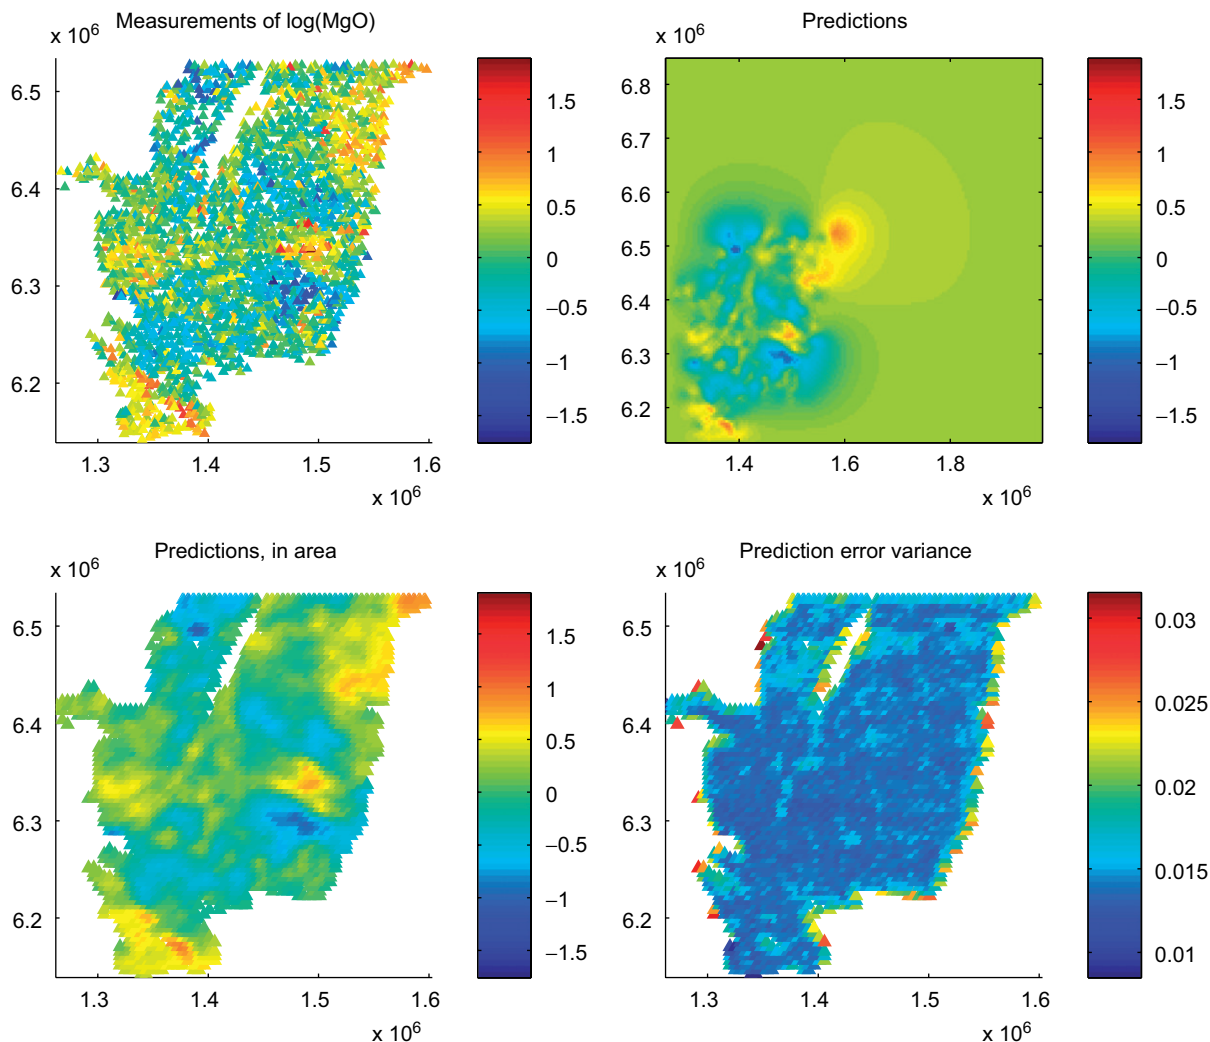 Measurements of log(MgO)
x 10^6
6.5
6.4
6.3
6.2
1.3 1.4 1.5 1.6
x 10^6
1.5
1
0.5
0
−0.5
−1
−1.5
Predictions
x 10^6
6.8
6.7
6.6
6.5
6.4
6.3
6.2
1.4 1.6 1.8
x 10^6
1.5
1
0.5
0
−0.5
−1
−1.5
Predictions, in area
x 10^6
6.5
6.4
6.3
6.2
1.3 1.4 1.5 1.6
x 10^6
1.5
1
0.5
0
−0.5
−1
−1.5
Prediction error variance
x 10^6
6.5
6.4
6.3
6.2
1.3 1.4 1.5 1.6
x 10^6
0.03
0.025
0.02
0.015
0.01